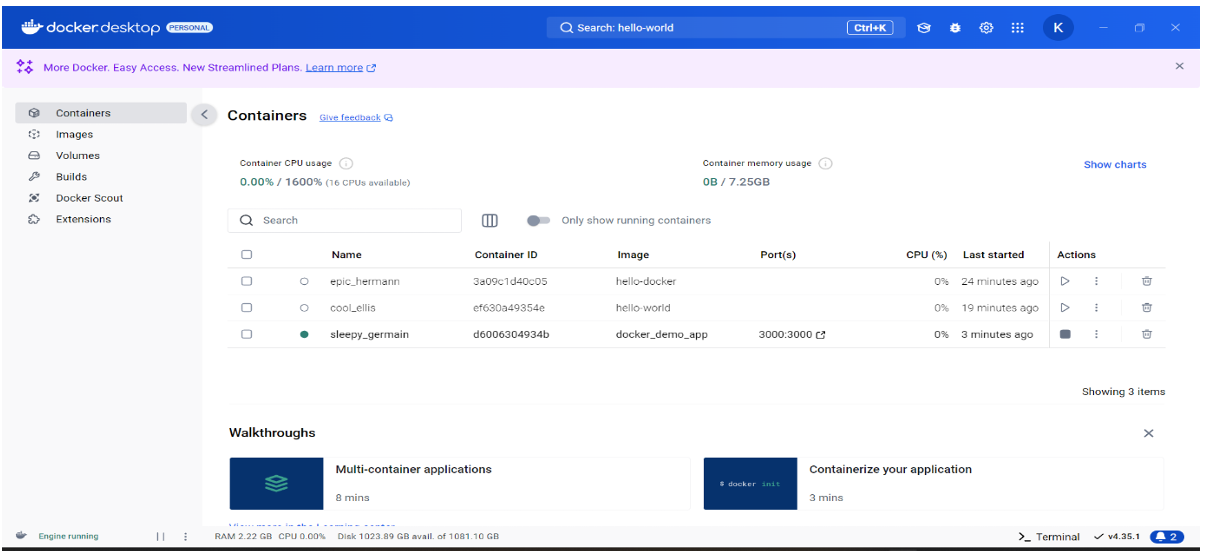 docker.desktop PERSONAL Search: hello-world Ctrl+K K
More Docker. Easy Access. New Streamlined Plans. Learn more
Containers
Images
Volumes
Builds
Docker Scout
Extensions
Containers Give feedback
Container CPU usage
0.00% / 1600% (16 CPUs available)
Container memory usage
0B / 7.25GB
Show charts
Search
Only show running containers
Name Container ID Image Port(s) CPU (%) Last started Actions
epic_hermann 3a09c1d40c05 hello-docker 0% 24 minutes ago
cool_ellis ef630a49354e hello-world 0% 19 minutes ago
sleepy_germain d6006304934b docker_demo_app 3000:3000 0% 3 minutes ago
Showing 3 items
Walkthroughs
Multi-container applications
8 mins
$ docker init
Containerize your application
3 mins
View more in the Learning center
Engine running RAM 2.22 GB CPU 0.00% Disk 1023.89 GB avail. of 1081.10 GB >_ Terminal v4.35.1 2